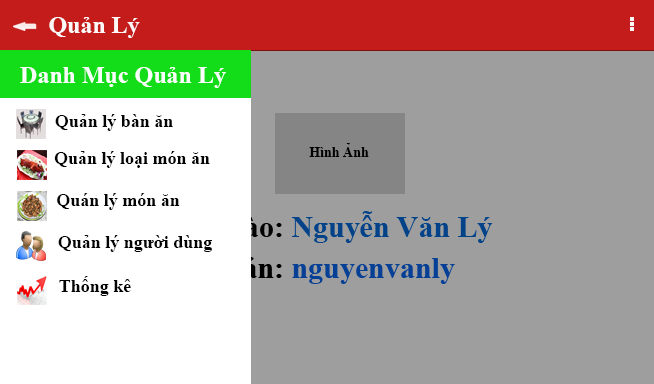 Quản Lý
Danh Mục Quản Lý
Quản lý bàn ăn
Quản lý loại món ăn
Quán lý món ăn
Quản lý người dùng
Thống kê
Hình Ảnh
ào: Nguyễn Văn Lý
ản: nguyenvanly